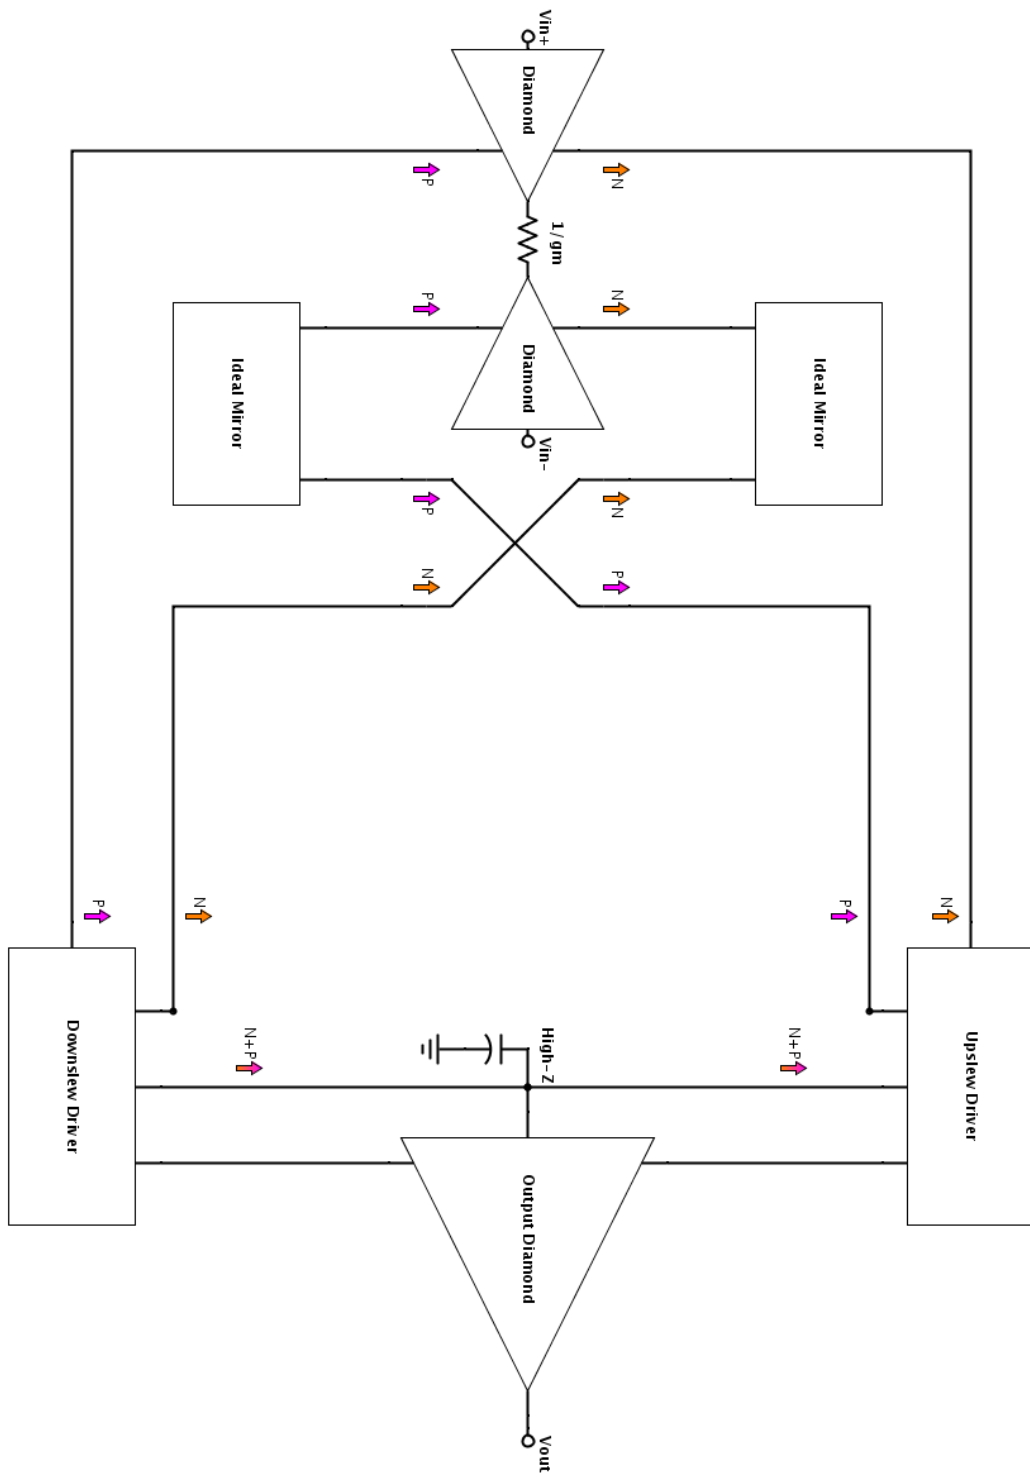 Vin+
Diamond
P
N
1/gm
P
N
Ideal Mirror
Diamond
Ideal Mirror
Vin-
P
N
N
P
P
N
P
N
N+P
High-Z
N+P
Downslew Driver
Upslew Driver
Output Diamond
Vout